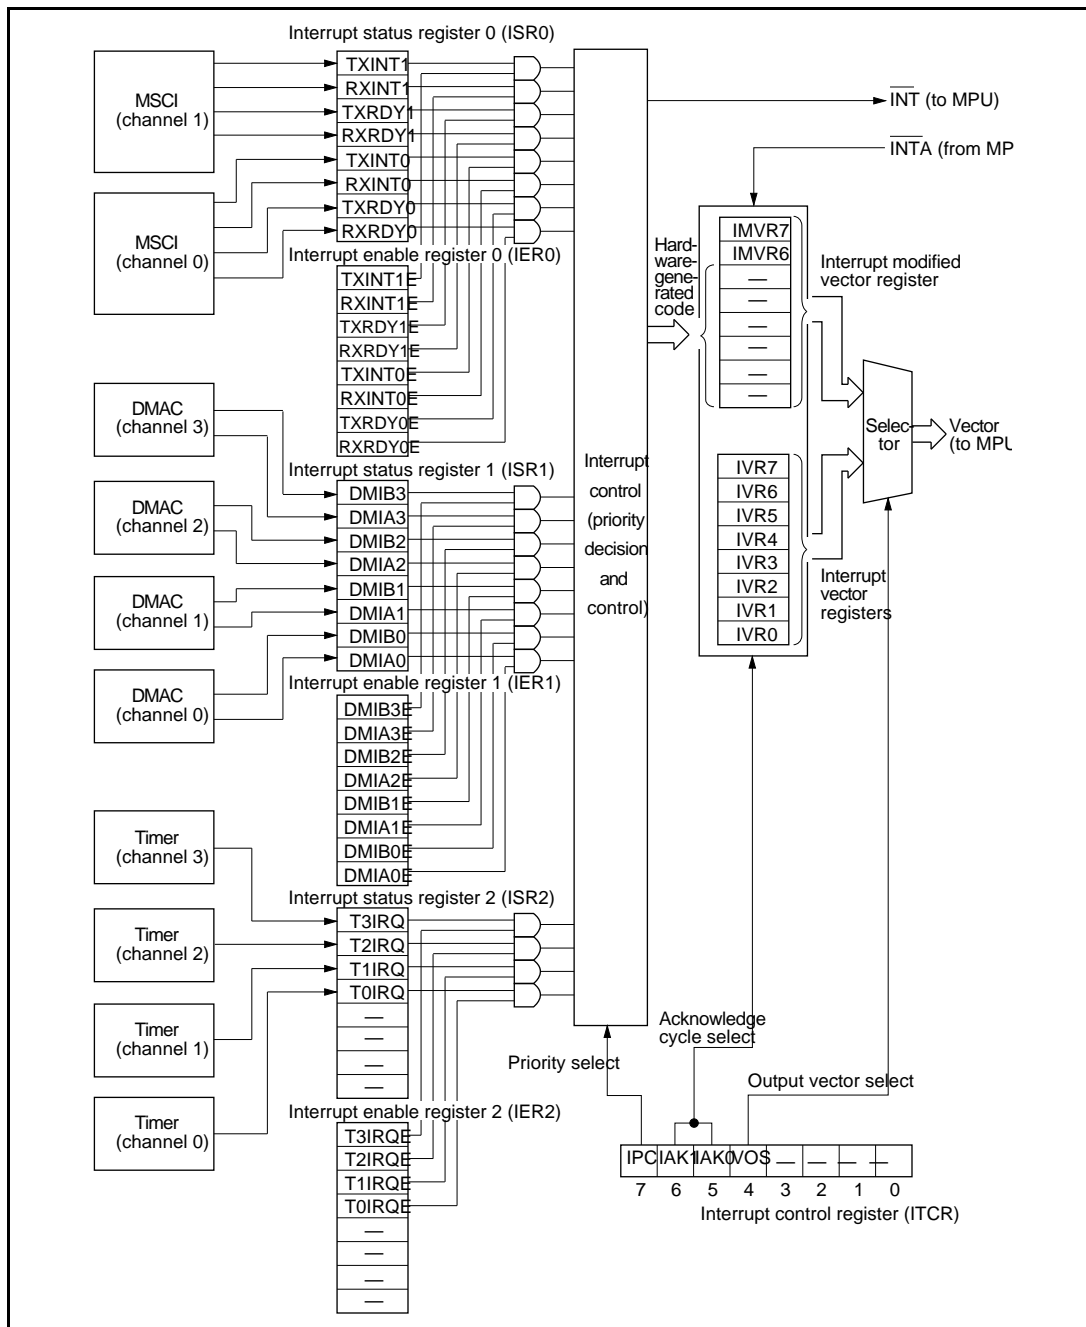 Interrupt status register 0 (ISR0)
MSCI
(channel 1)
MSCI
(channel 0)
TXINT1
RXINT1
TXRDY1
RXRDY1
TXINT0
RXINT0
TXRDY0
RXRDY0
Interrupt enable register 0 (IER0)
TXINT1E
RXINT1E
TXRDY1E
RXRDY1E
TXINT0E
RXINT0E
TXRDY0E
RXRDY0E
DMAC
(channel 3)
DMAC
(channel 2)
DMAC
(channel 1)
DMAC
(channel 0)
Interrupt status register 1 (ISR1)
DMIB3
DMIA3
DMIB2
DMIA2
DMIB1
DMIA1
DMIB0
DMIA0
Interrupt enable register 1 (IER1)
DMIB3E
DMIA3E
DMIB2E
DMIA2E
DMIB1E
DMIA1E
DMIB0E
DMIA0E
Timer
(channel 3)
Timer
(channel 2)
Timer
(channel 1)
Timer
(channel 0)
Interrupt status register 2 (ISR2)
T3IRQ
T2IRQ
T1IRQ
T0IRQ
—
—
—
—
Interrupt enable register 2 (IER2)
T3IRQE
T2IRQE
T1IRQE
T0IRQE
—
—
—
—
Interrupt
control
(priority
decision
and
control)
INT (to MPU)
INTA (from MP
Hard-
ware-
gene-
rated
code
IMVR7
IMVR6
—
—
—
—
—
—
Interrupt modified
vector register
IVR7
IVR6
IVR5
IVR4
IVR3
IVR2
IVR1
IVR0
Interrupt
vector
registers
Selec-
tor
Vector
(to MPU
Acknowledge
cycle select
Priority select
Output vector select
IPC IAK1 IAK0 VOS — — — —
7 6 5 4 3 2 1 0
Interrupt control register (ITCR)